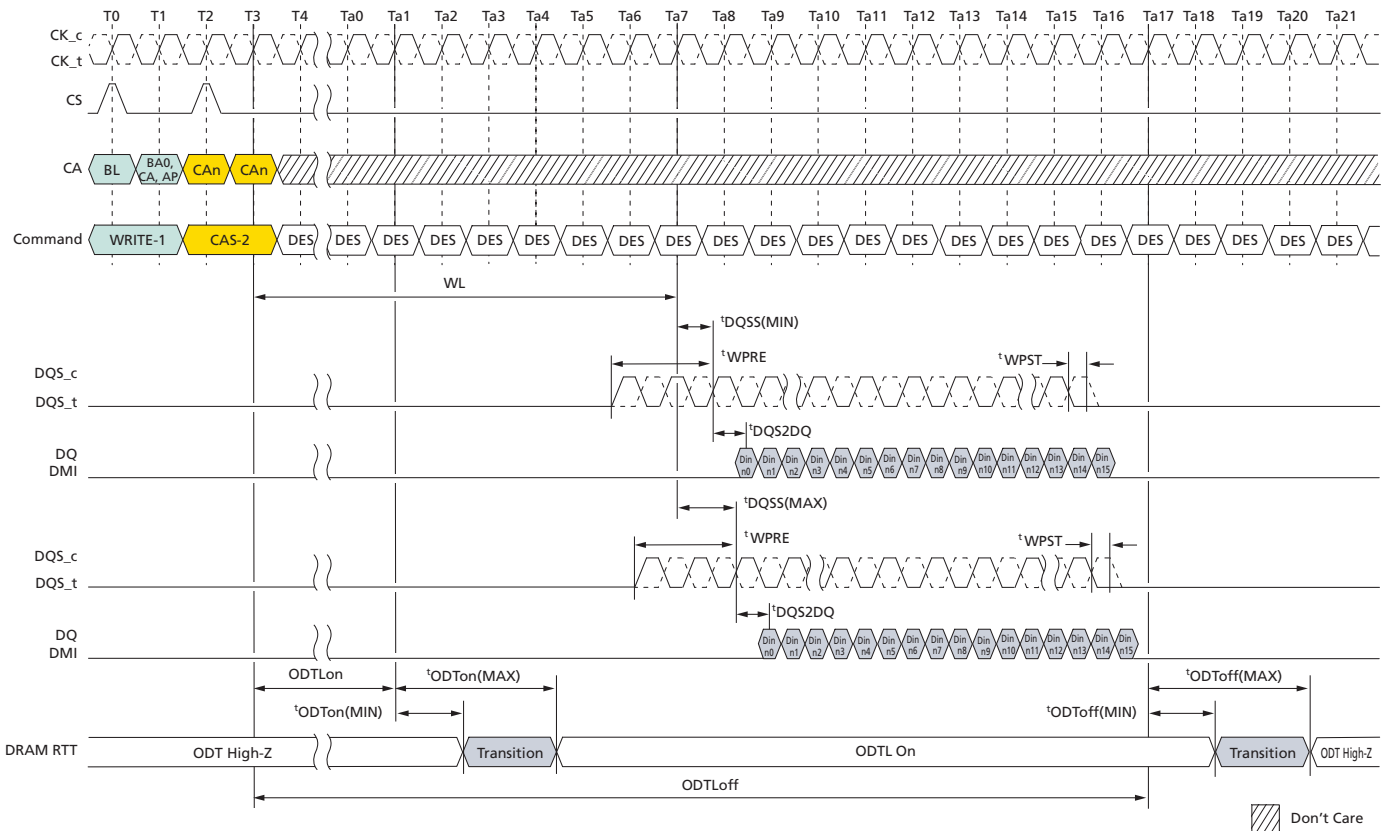 T0 T1 T2 T3 T4 Ta0 Ta1 Ta2 Ta3 Ta4 Ta5 Ta6 Ta7 Ta8 Ta9 Ta10 Ta11 Ta12 Ta13 Ta14 Ta15 Ta16 Ta17 Ta18 Ta19 Ta20 Ta21
CK_c
CK_t
CS
CA BL BA0, CA, AP CAn CAn
Command WRITE-1 CAS-2 DES DES DES DES DES DES DES DES DES DES DES DES DES DES DES DES DES DES DES DES DES DES DES
WL
tDQSS(MIN)
tWPRE tWPST
DQS_c
DQS_t
tDQS2DQ
DQ
DMI
Din n0 Din n1 Din n2 Din n3 Din n4 Din n5 Din n6 Din n7 Din n8 Din n9 Din n10 Din n11 Din n12 Din n13 Din n14 Din n15
tDQSS(MAX)
tWPRE tWPST
DQS_c
DQS_t
tDQS2DQ
DQ
DMI
Din n0 Din n1 Din n2 Din n3 Din n4 Din n5 Din n6 Din n7 Din n8 Din n9 Din n10 Din n11 Din n12 Din n13 Din n14 Din n15
ODTLon tODTon(MAX) tODToff(MAX)
tODTon(MIN) tODToff(MIN)
DRAM RTT ODT High-Z Transition ODTL On Transition ODT High-Z
ODTLoff
Don't Care